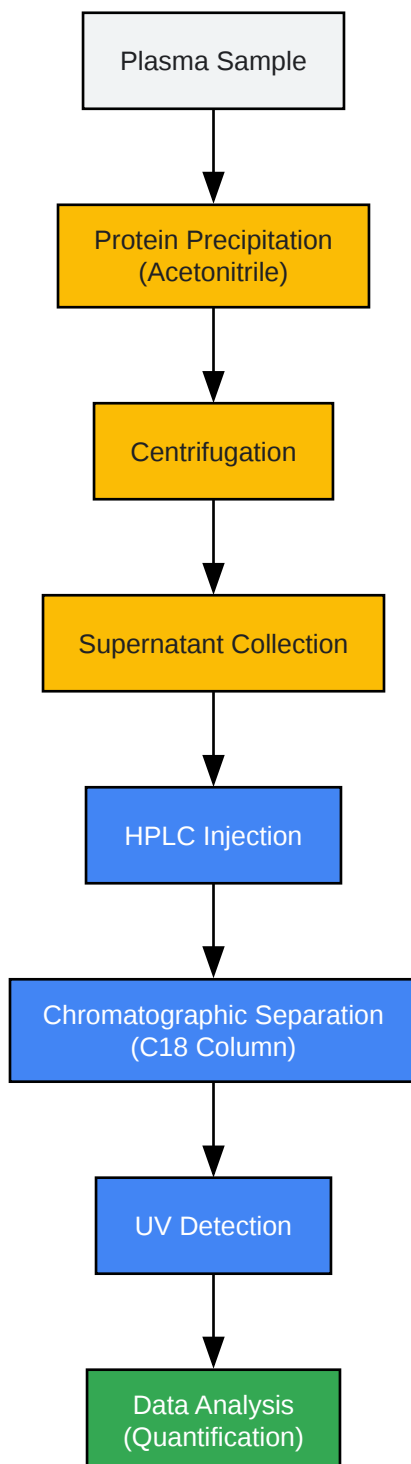 Plasma Sample
Protein Precipitation
(Acetonitrile)
Centrifugation
Supernatant Collection
HPLC Injection
Chromatographic Separation
(C18 Column)
UV Detection
Data Analysis
(Quantification)